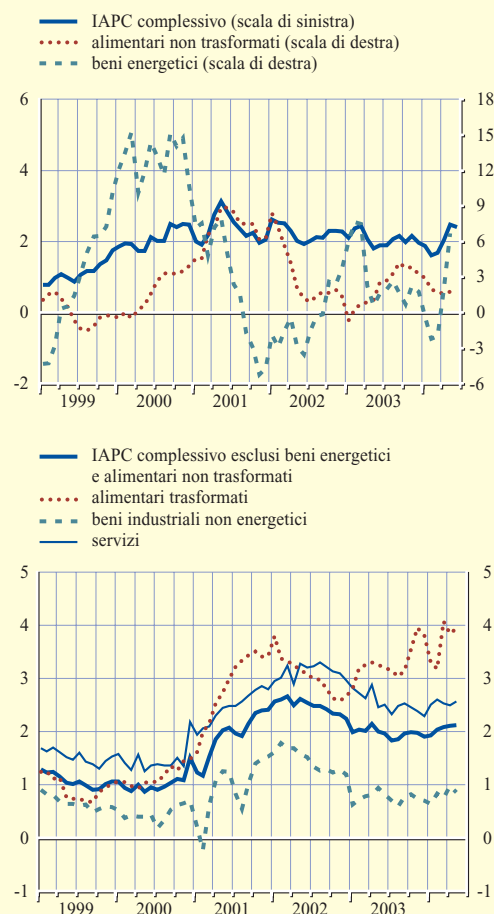 IAPC complessivo (scala di sinistra)
alimentari non trasformati (scala di destra)
beni energetici (scala di destra)
6
18
15
4
12
9
2
6
3
0
0
-3
-2
-6
1999 2000 2001 2002 2003
IAPC complessivo esclusi beni energetici
e alimentari non trasformati
alimentari trasformati
beni industriali non energetici
servizi
5 5
4 4
3 3
2 2
1 1
0 0
-1 -1
1999 2000 2001 2002 2003